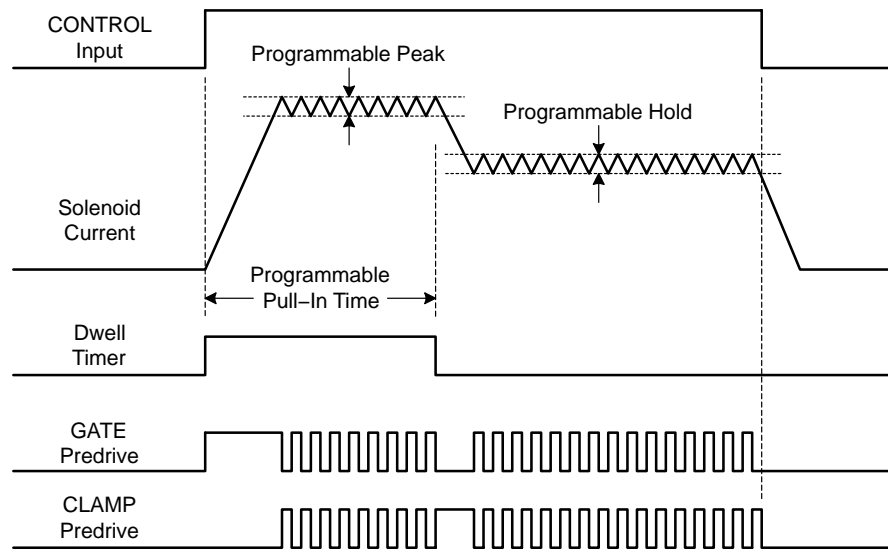 CONTROL
Input
Programmable Peak
Programmable Hold
Solenoid
Current
Programmable
Pull−In Time
Dwell
Timer
GATE
Predrive
CLAMP
Predrive